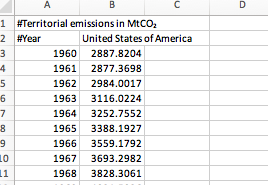 A B C D
1 #Territorial emissions in MtCO₂
2 #Year United States of America
3 1960 2887.8204
4 1961 2877.3698
5 1962 2984.0017
6 1963 3116.0224
7 1964 3252.7552
8 1965 3388.1927
9 1966 3559.1792
10 1967 3693.2982
11 1968 3828.3061